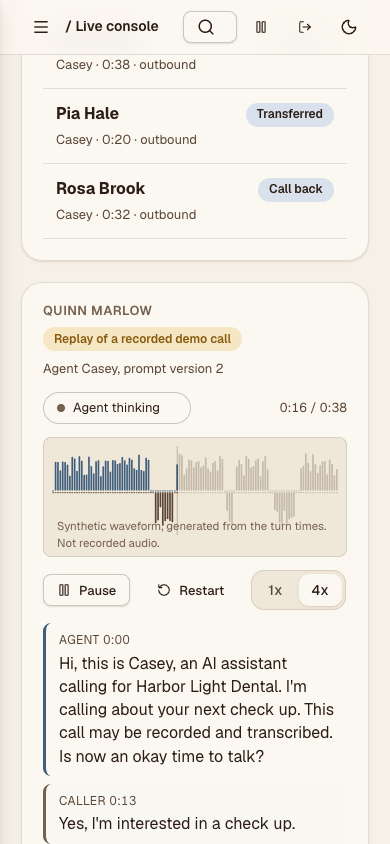 / Live console
Casey · 0:38 · outbound
Pia Hale
Transferred
Casey · 0:20 · outbound
Rosa Brook
Call back
Casey · 0:32 · outbound
QUINN MARLOW
Replay of a recorded demo call
Agent Casey, prompt version 2
Agent thinking
0:16 / 0:38
Synthetic waveform, generated from the turn times.
Not recorded audio.
Pause
Restart
1x
4x
AGENT 0:00
Hi, this is Casey, an AI assistant
calling for Harbor Light Dental. I'm
calling about your next check up. This
call may be recorded and transcribed.
Is now an okay time to talk?
CALLER 0:13
Yes, I'm interested in a check up.